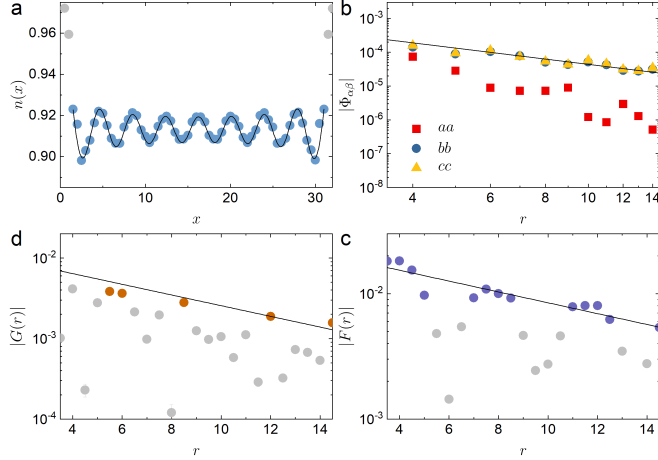 a
0.96
0.94
0.92
0.90
n(x)
0
10
20
30
x
b
10⁻³
10⁻⁴
10⁻⁵
10⁻⁶
10⁻⁷
10⁻⁸
|Φαβ|
aa
bb
cc
4
6
8
10
12
14
r
d
10⁻²
10⁻³
10⁻⁴
|G(r)|
4
6
8
10
12
14
r
c
10⁻²
10⁻³
|F(r)|
4
6
8
10
12
14
r